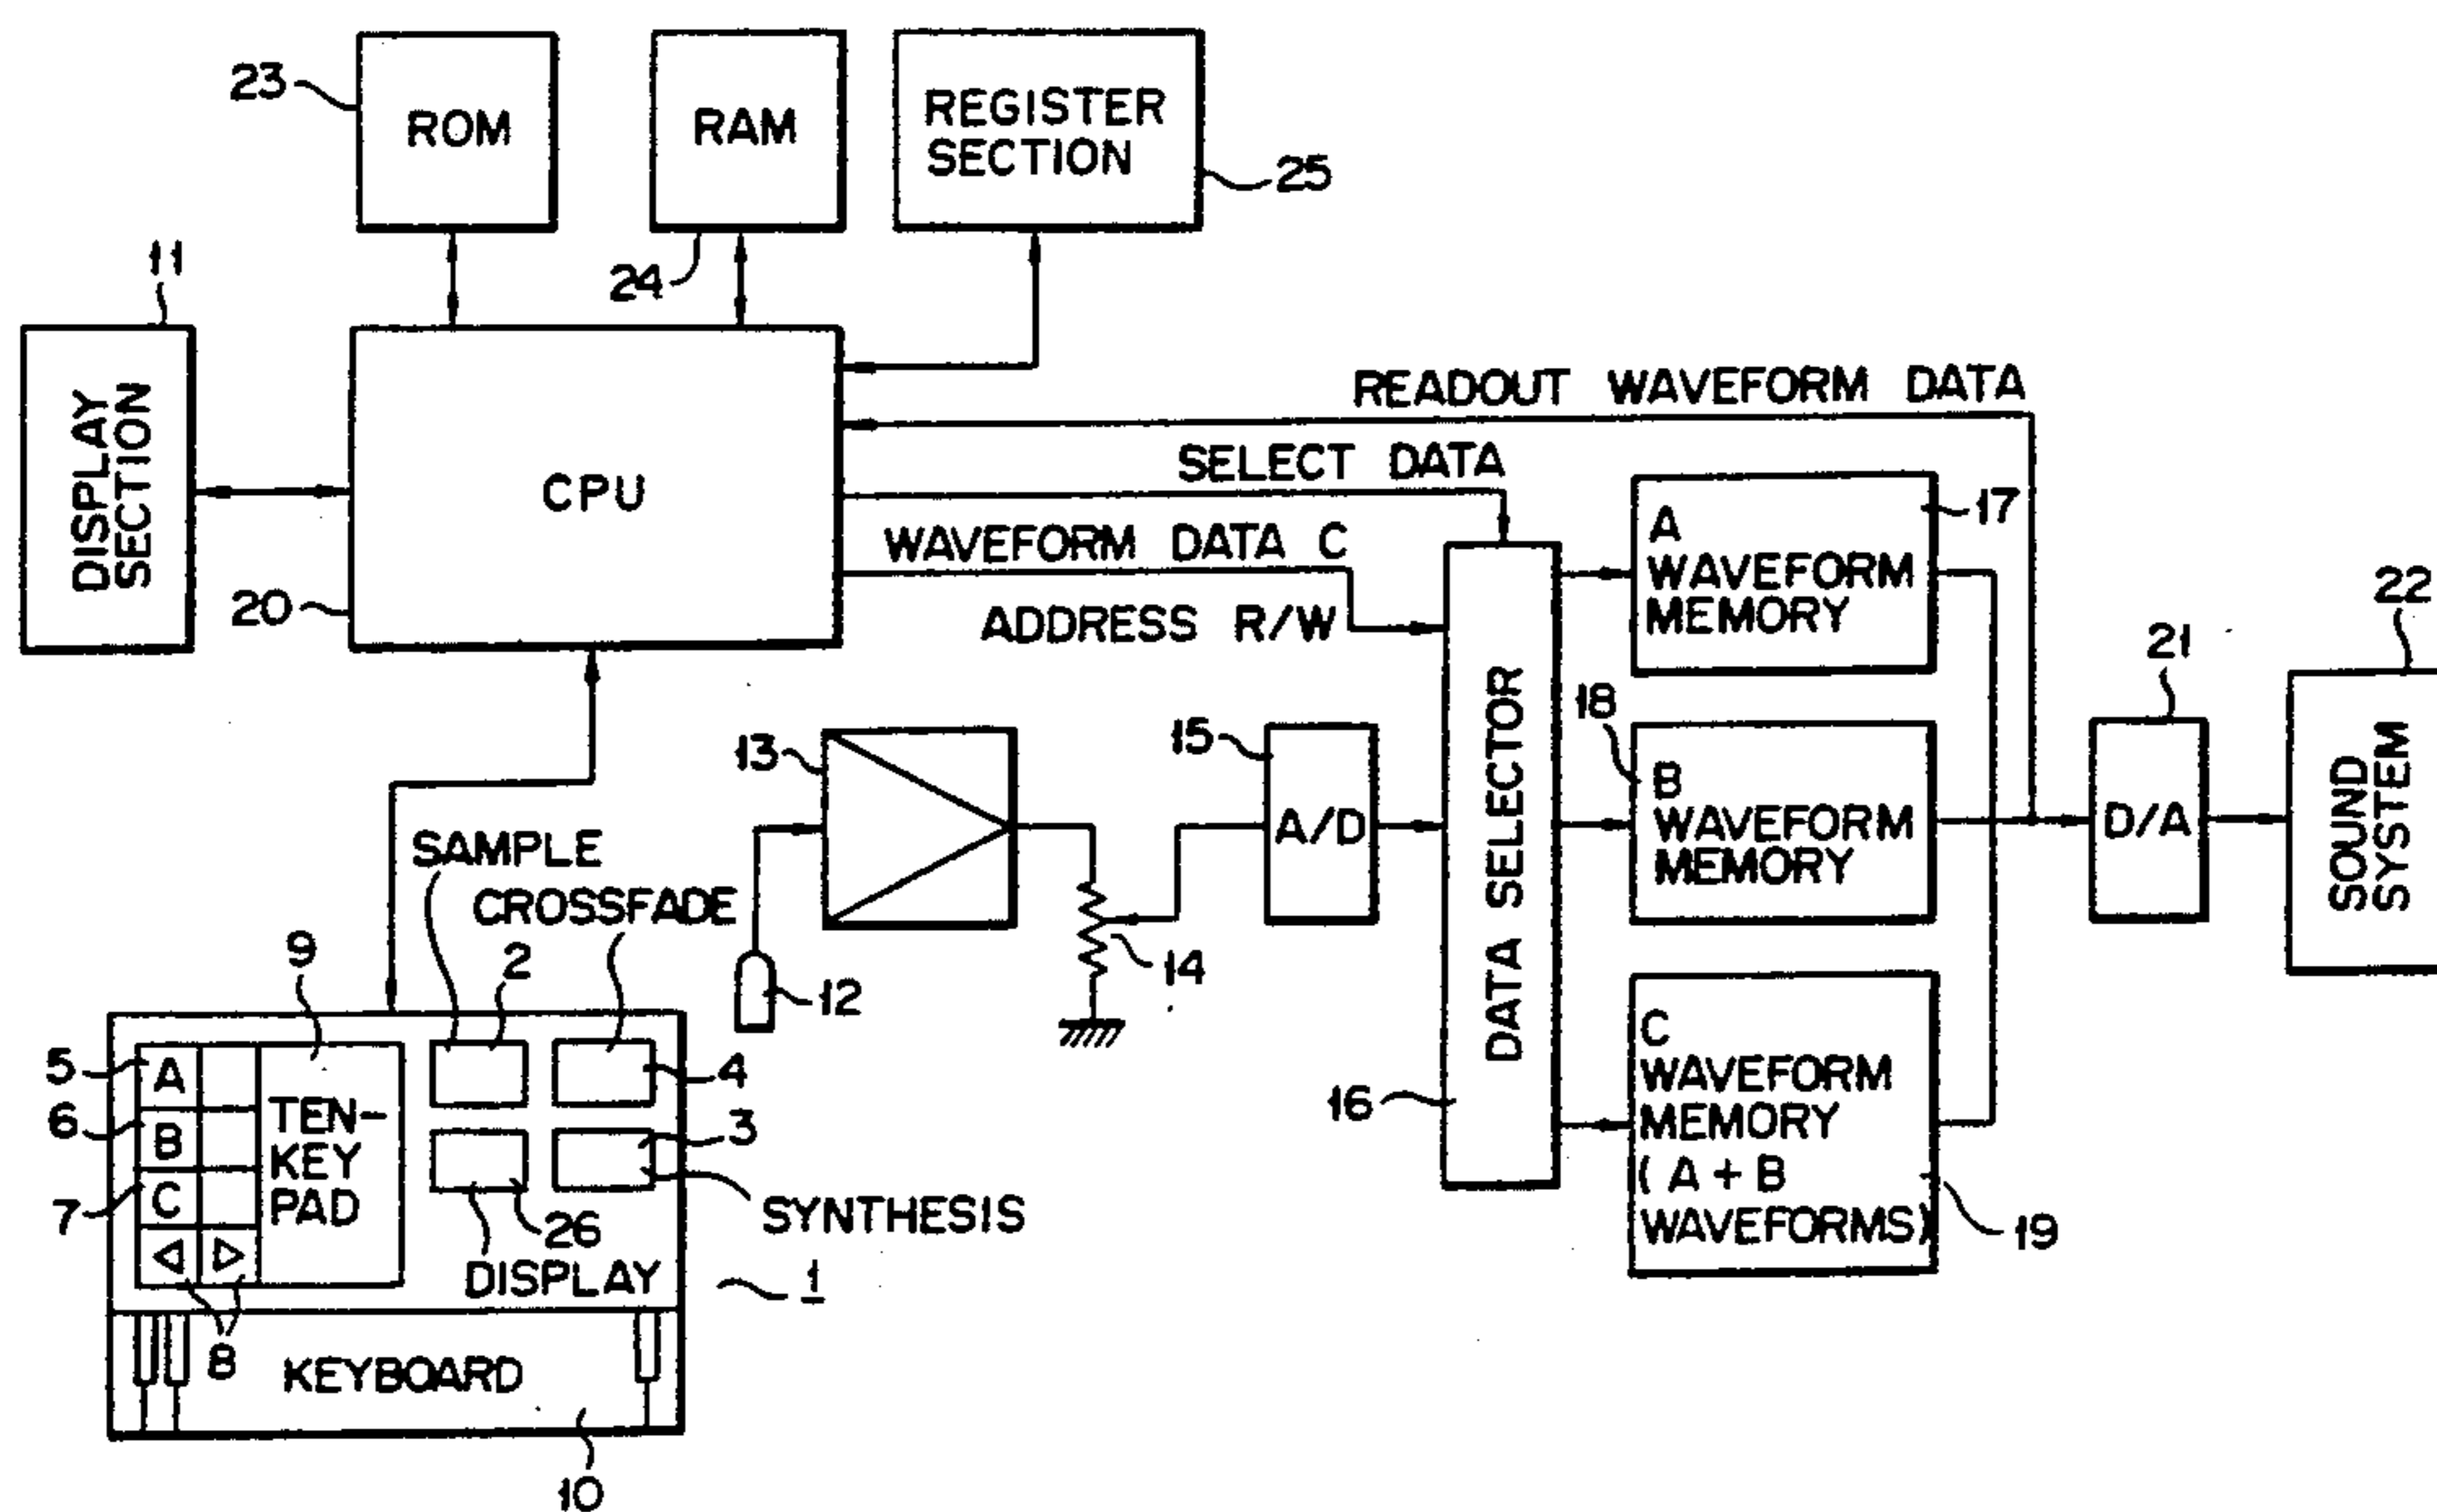 23
ROM
RAM
24
REGISTER
SECTION
25
11
DISPLAY
SECTION
CPU
20
READOUT WAVEFORM DATA
SELECT DATA
WAVEFORM DATA C
ADDRESS R/W
A
WAVEFORM
MEMORY
17
18
B
WAVEFORM
MEMORY
C
WAVEFORM
MEMORY
(A+B
WAVEFORMS)
19
DATA SELECTOR
16
21
D/A
22
SOUND
SYSTEM
13
12
14
15
A/D
SAMPLE
CROSSFADE
9
2
5
A
6
B
7
C
◁ ▷
8
TEN-
KEY
PAD
4
3
26
DISPLAY
SYNTHESIS
1
KEYBOARD
10